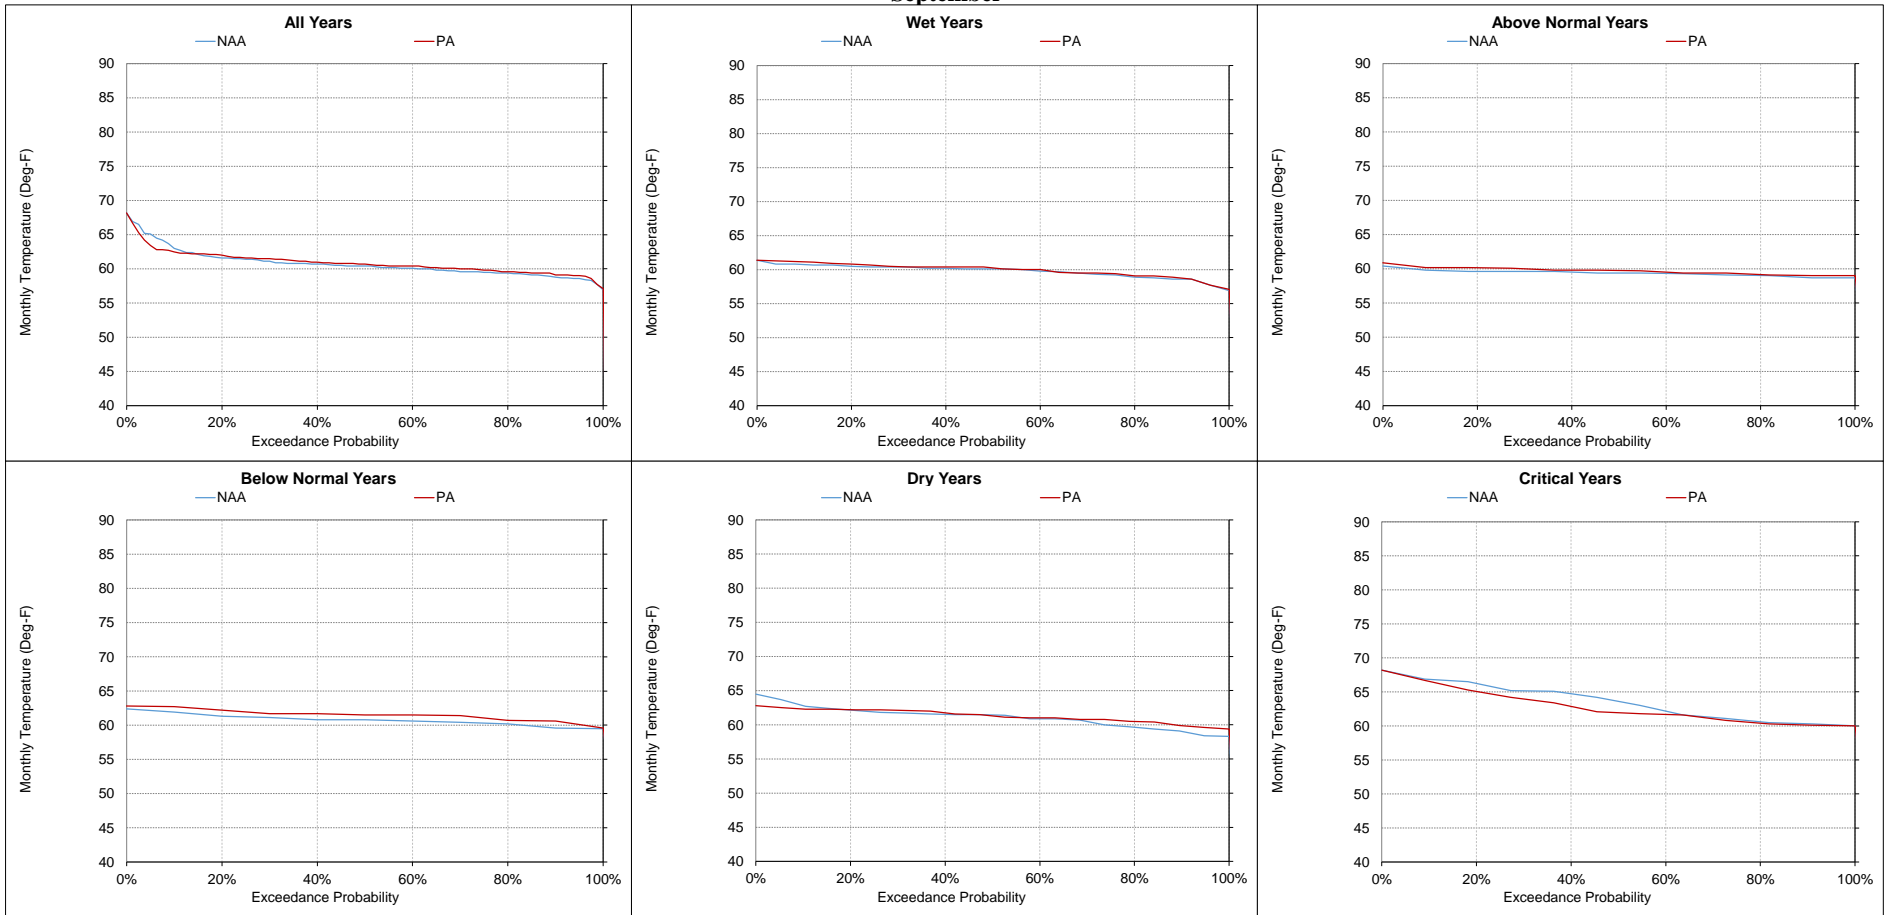 September
All Years
NAA PA
Monthly Temperature (Deg-F)
90
85
80
75
70
65
60
55
50
45
40
0% 20% 40% 60% 80% 100%
Exceedance Probability
Wet Years
NAA PA
Monthly Temperature (Deg-F)
90
85
80
75
70
65
60
55
50
45
40
0% 20% 40% 60% 80% 100%
Exceedance Probability
Above Normal Years
NAA PA
Monthly Temperature (Deg-F)
90
85
80
75
70
65
60
55
50
45
40
0% 20% 40% 60% 80% 100%
Exceedance Probability
Below Normal Years
NAA PA
Monthly Temperature (Deg-F)
90
85
80
75
70
65
60
55
50
45
40
0% 20% 40% 60% 80% 100%
Exceedance Probability
Dry Years
NAA PA
Monthly Temperature (Deg-F)
90
85
80
75
70
65
60
55
50
45
40
0% 20% 40% 60% 80% 100%
Exceedance Probability
Critical Years
NAA PA
Monthly Temperature (Deg-F)
90
85
80
75
70
65
60
55
50
45
40
0% 20% 40% 60% 80% 100%
Exceedance Probability